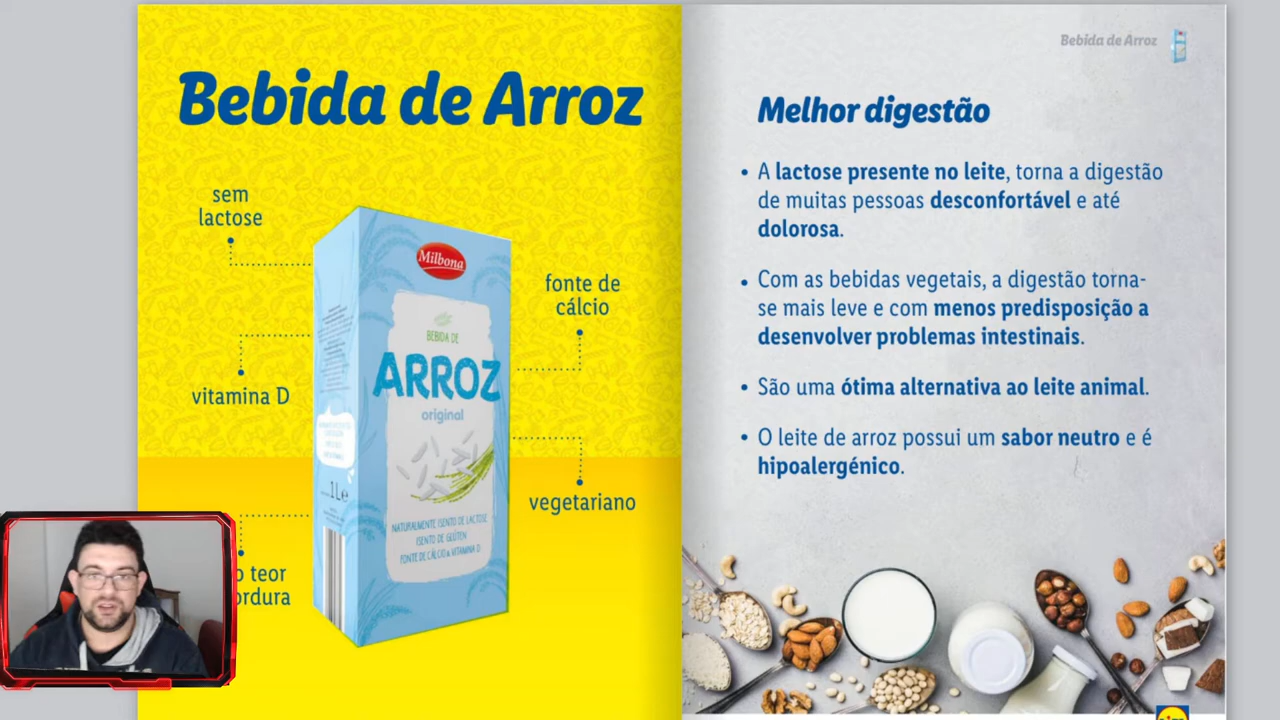 Bebida de Arroz
sem
lactose
vitamina D
o teor
ordura
fonte de
cálcio
vegetariano
Milbona
BEBIDA DE
ARROZ
original
NATURALMENTE ISENTO DE LACTOSE
ISENTO DE GLÚTEN
FONTE DE CÁLCIO & VITAMINA D
1 L e
Bebida de Arroz
Melhor digestão
• A lactose presente no leite, torna a digestão
de muitas pessoas desconfortável e até
dolorosa.
• Com as bebidas vegetais, a digestão torna-
se mais leve e com menos predisposição a
desenvolver problemas intestinais.
• São uma ótima alternativa ao leite animal.
• O leite de arroz possui um sabor neutro e é
hipoalergénico.